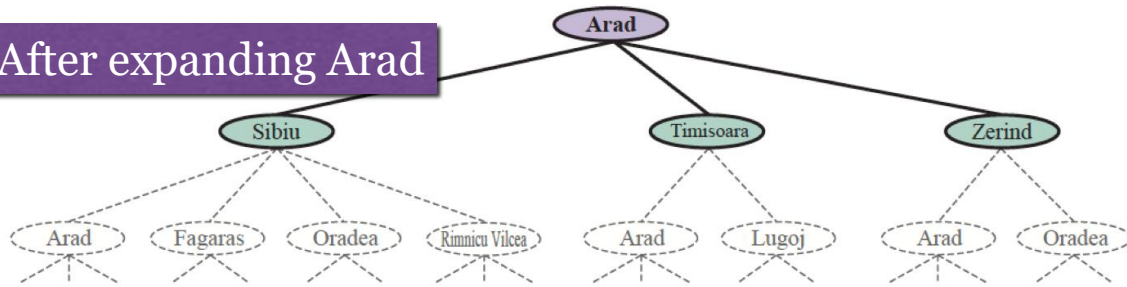 Arad
After expanding Arad
Sibiu Timisoara Zerind
Arad Fagaras Oradea Rimnicu Vilcea Arad Lugoj Arad Oradea